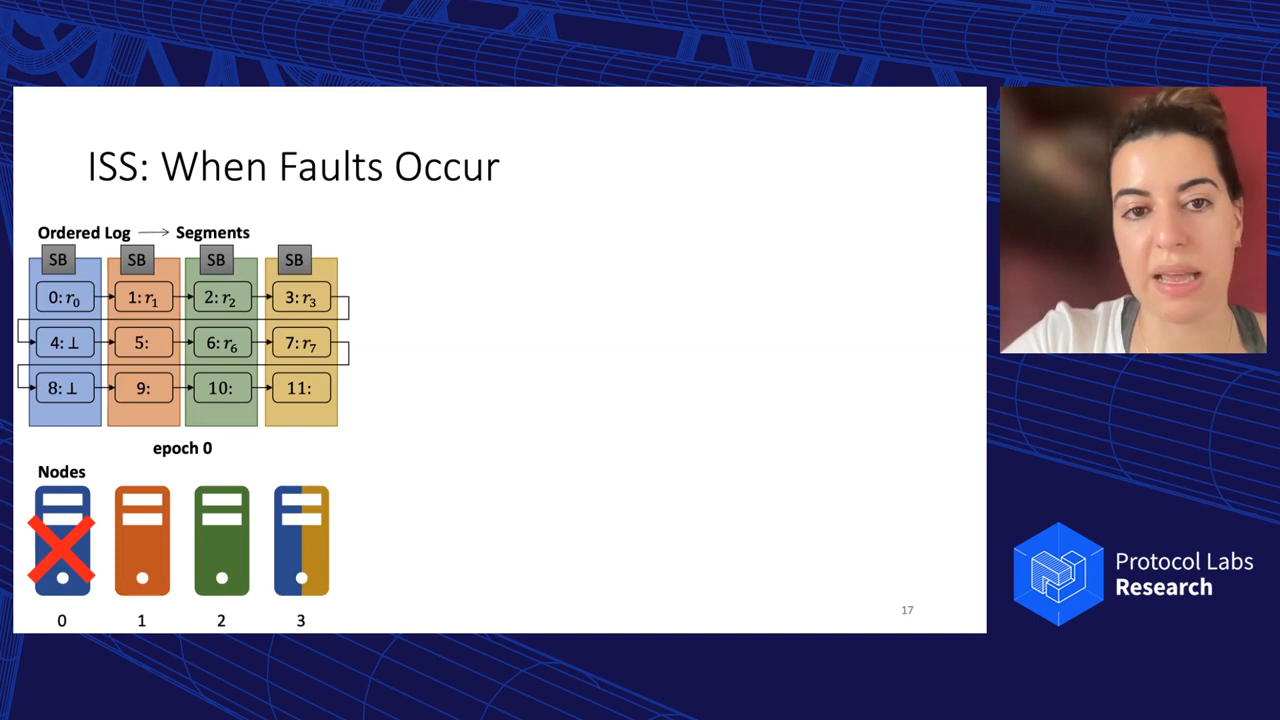 ISS: When Faults Occur
Ordered Log → Segments
SB SB SB SB
0: r₀ 1: r₁ 2: r₂ 3: r₃
4: ⊥ 5: 6: r₆ 7: r₇
8: ⊥ 9: 10: 11:
epoch 0
Nodes
0 1 2 3
17
Protocol Labs
Research